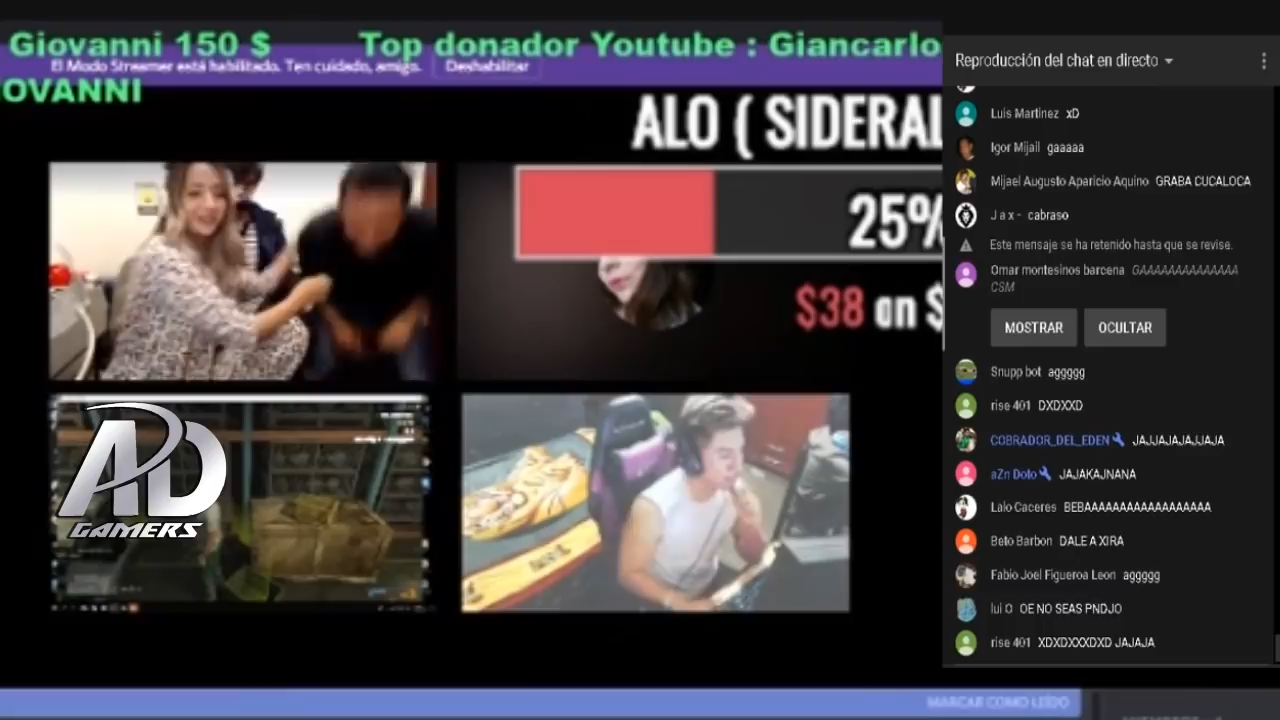 Giovanni 150 $ Top donador Youtube : Giancarlo
El Modo Streamer está habilitado. Ten cuidado, amigo. Deshabilitar
OVANNI
ALO ( SIDERAL
25%
$38 an $
AD
GAMERS
MARCAR COMO LEÍDO
Reproducción del chat en directo
Luis Martinez xD
Igor Mijail gaaaaa
Mijael Augusto Aparicio Aquino GRABA CUCALOCA
J a x - cabraso
Este mensaje se ha retenido hasta que se revise.
Omar montesinos barcena GAAAAAAAAAAAAAA
CSM
MOSTRAR OCULTAR
Snupp bot aggggg
rise 401 DXDXXD
COBRADOR_DEL_EDEN JAJJAJAJAJJAJA
aZn Doto JAJAKAJNANA
Lalo Caceres BEBAAAAAAAAAAAAAAAAAA
Beto Barbon DALE A XIRA
Fabio Joel Figueroa Leon aggggg
lui O OE NO SEAS PNDJO
rise 401 XDXDXXXDXD JAJAJA